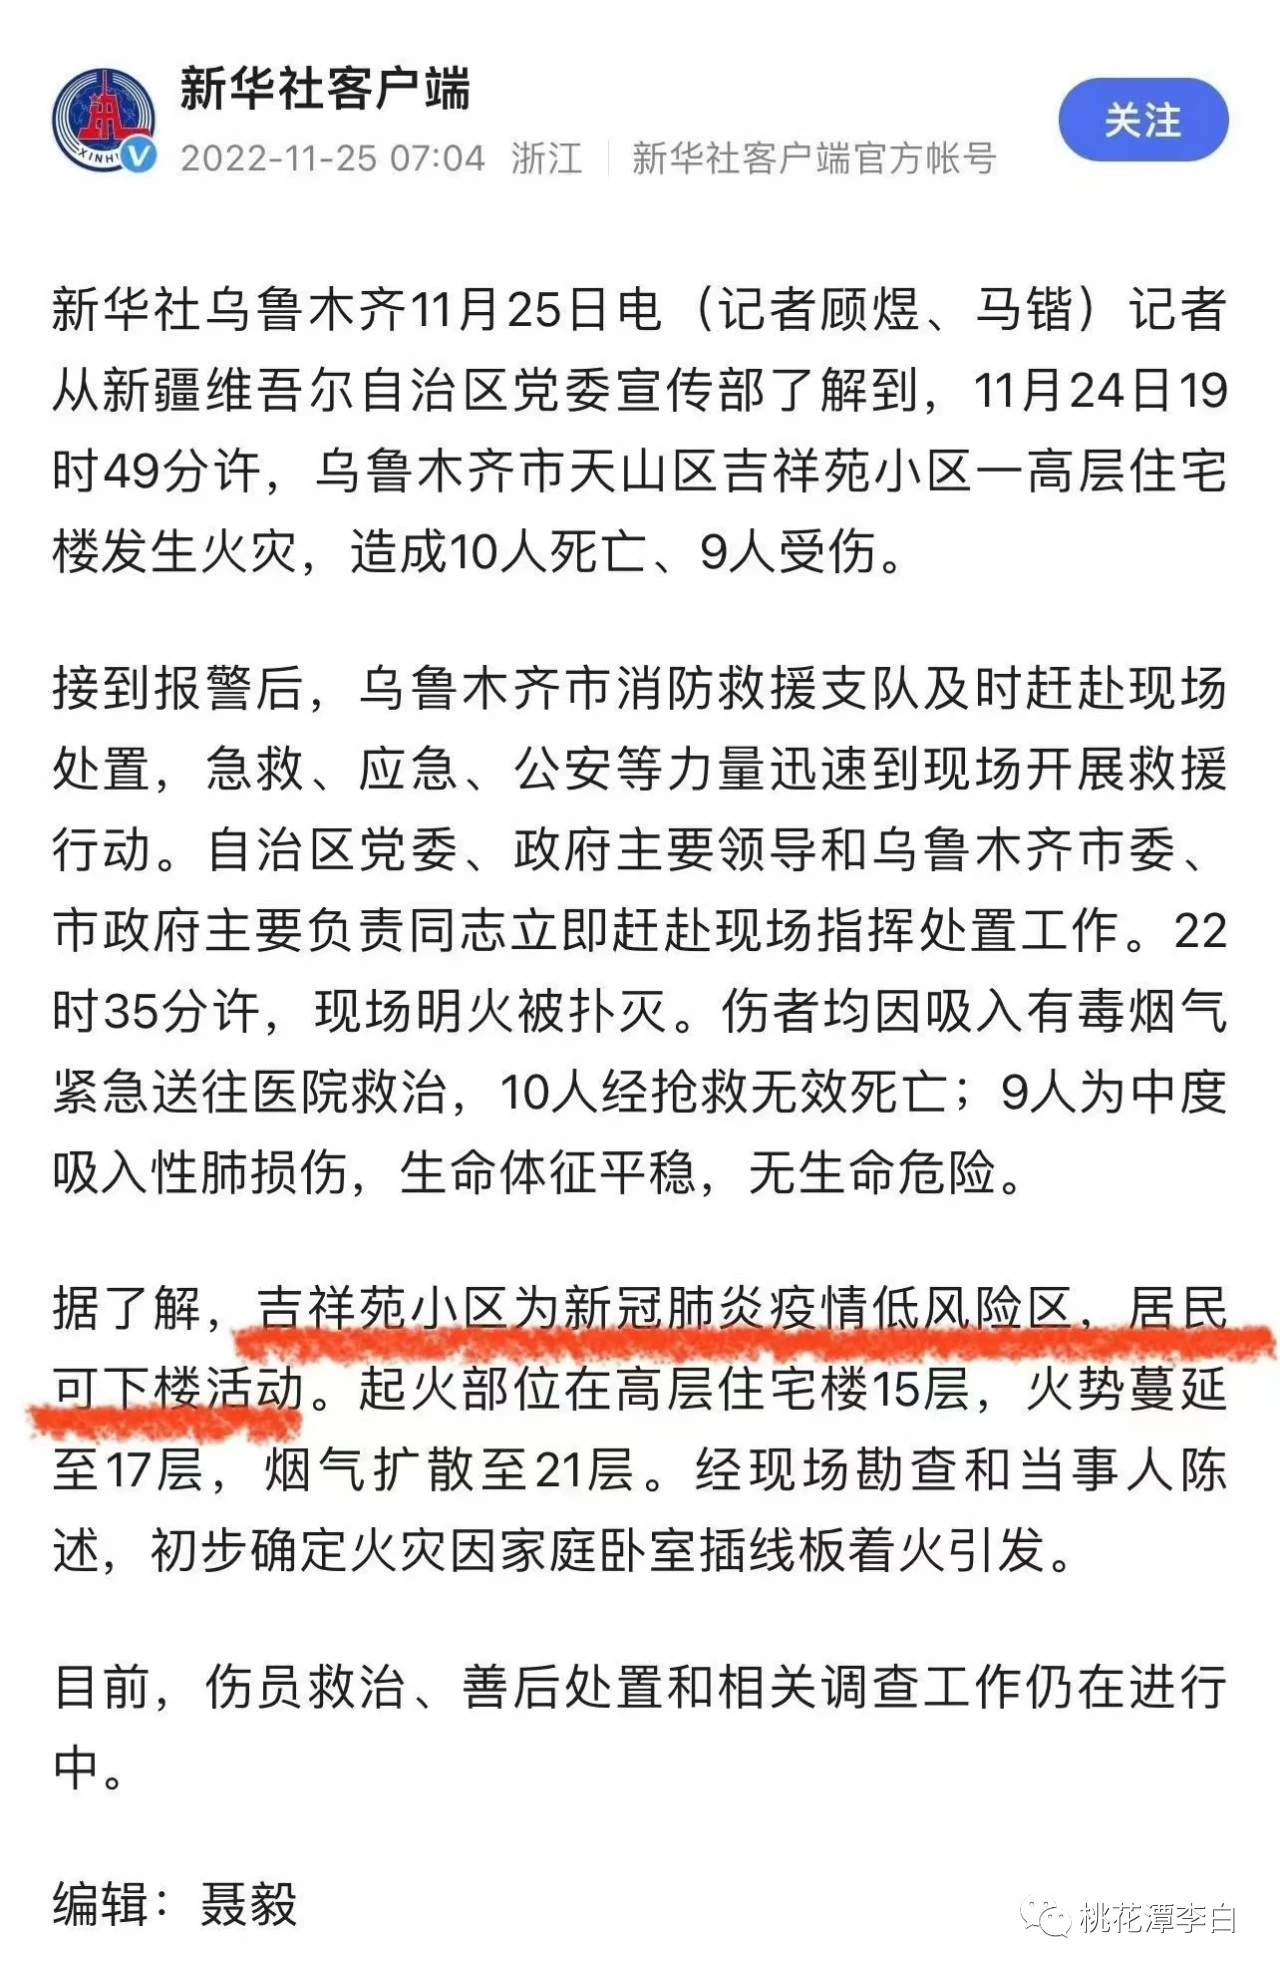 新华社客户端
关注
2022-11-25 07:04 浙江 | 新华社客户端官方帐号
XINH
新华社乌鲁木齐11月25日电（记者顾煜、马锴）记者
从新疆维吾尔自治区党委宣传部了解到，11月24日19
时49分许，乌鲁木齐市天山区吉祥苑小区一高层住宅
楼发生火灾，造成10人死亡、9人受伤。
接到报警后，乌鲁木齐市消防救援支队及时赶赴现场
处置，急救、应急、公安等力量迅速到现场开展救援
行动。自治区党委、政府主要领导和乌鲁木齐市委、
市政府主要负责同志立即赶赴现场指挥处置工作。22
时35分许，现场明火被扑灭。伤者均因吸入有毒烟气
紧急送往医院救治，10人经抢救无效死亡；9人为中度
吸入性肺损伤，生命体征平稳，无生命危险。
据了解，吉祥苑小区为新冠肺炎疫情低风险区，居民
可下楼活动。起火部位在高层住宅楼15层，火势蔓延
至17层，烟气扩散至21层。经现场勘查和当事人陈
述，初步确定火灾因家庭卧室插线板着火引发。
目前，伤员救治、善后处置和相关调查工作仍在进行
中。
编辑：聂毅
桃花潭李白